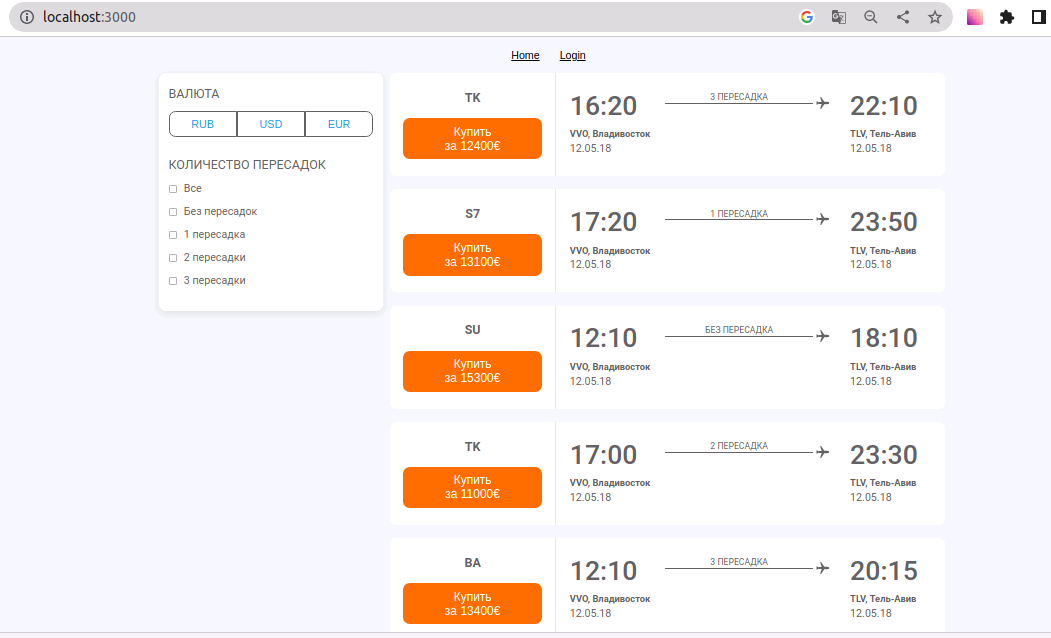 localhost:3000
Home Login
ВАЛЮТА
RUB USD EUR
КОЛИЧЕСТВО ПЕРЕСАДОК
Все
Без пересадок
1 пересадка
2 пересадки
3 пересадки
TK
Купить
за 12400€
16:20 3 ПЕРЕСАДКА 22:10
VVO, Владивосток TLV, Тель-Авив
12.05.18 12.05.18
S7
Купить
за 13100€
17:20 1 ПЕРЕСАДКА 23:50
VVO, Владивосток TLV, Тель-Авив
12.05.18 12.05.18
SU
Купить
за 15300€
12:10 БЕЗ ПЕРЕСАДКА 18:10
VVO, Владивосток TLV, Тель-Авив
12.05.18 12.05.18
TK
Купить
за 11000€
17:00 2 ПЕРЕСАДКА 23:30
VVO, Владивосток TLV, Тель-Авив
12.05.18 12.05.18
BA
Купить
за 13400€
12:10 3 ПЕРЕСАДКА 20:15
VVO, Владивосток TLV, Тель-Авив
12.05.18 12.05.18